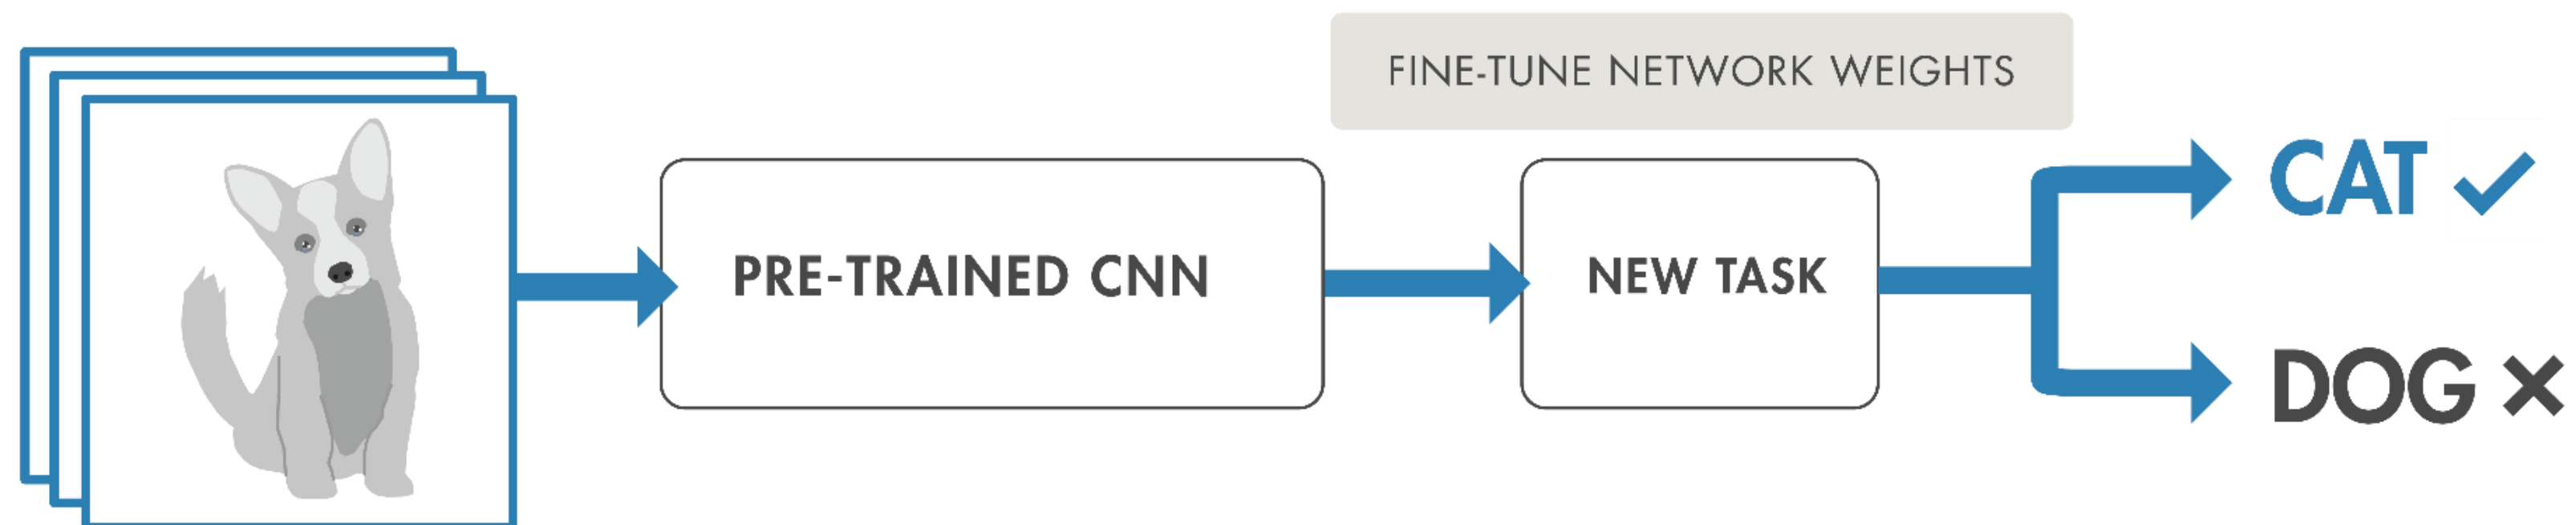 FINE-TUNE NETWORK WEIGHTS
PRE-TRAINED CNN
NEW TASK
CAT ✓
DOG ✕